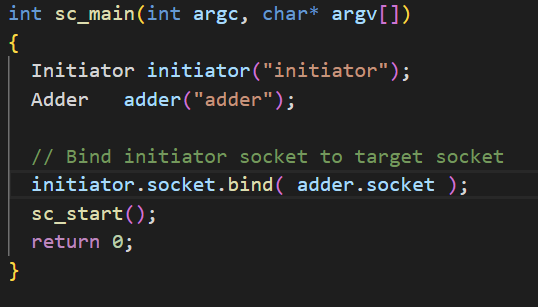 int sc_main(int argc, char* argv[])
{
  Initiator initiator("initiator");
  Adder   adder("adder");
  // Bind initiator socket to target socket
  initiator.socket.bind( adder.socket );
  sc_start();
  return 0;
}